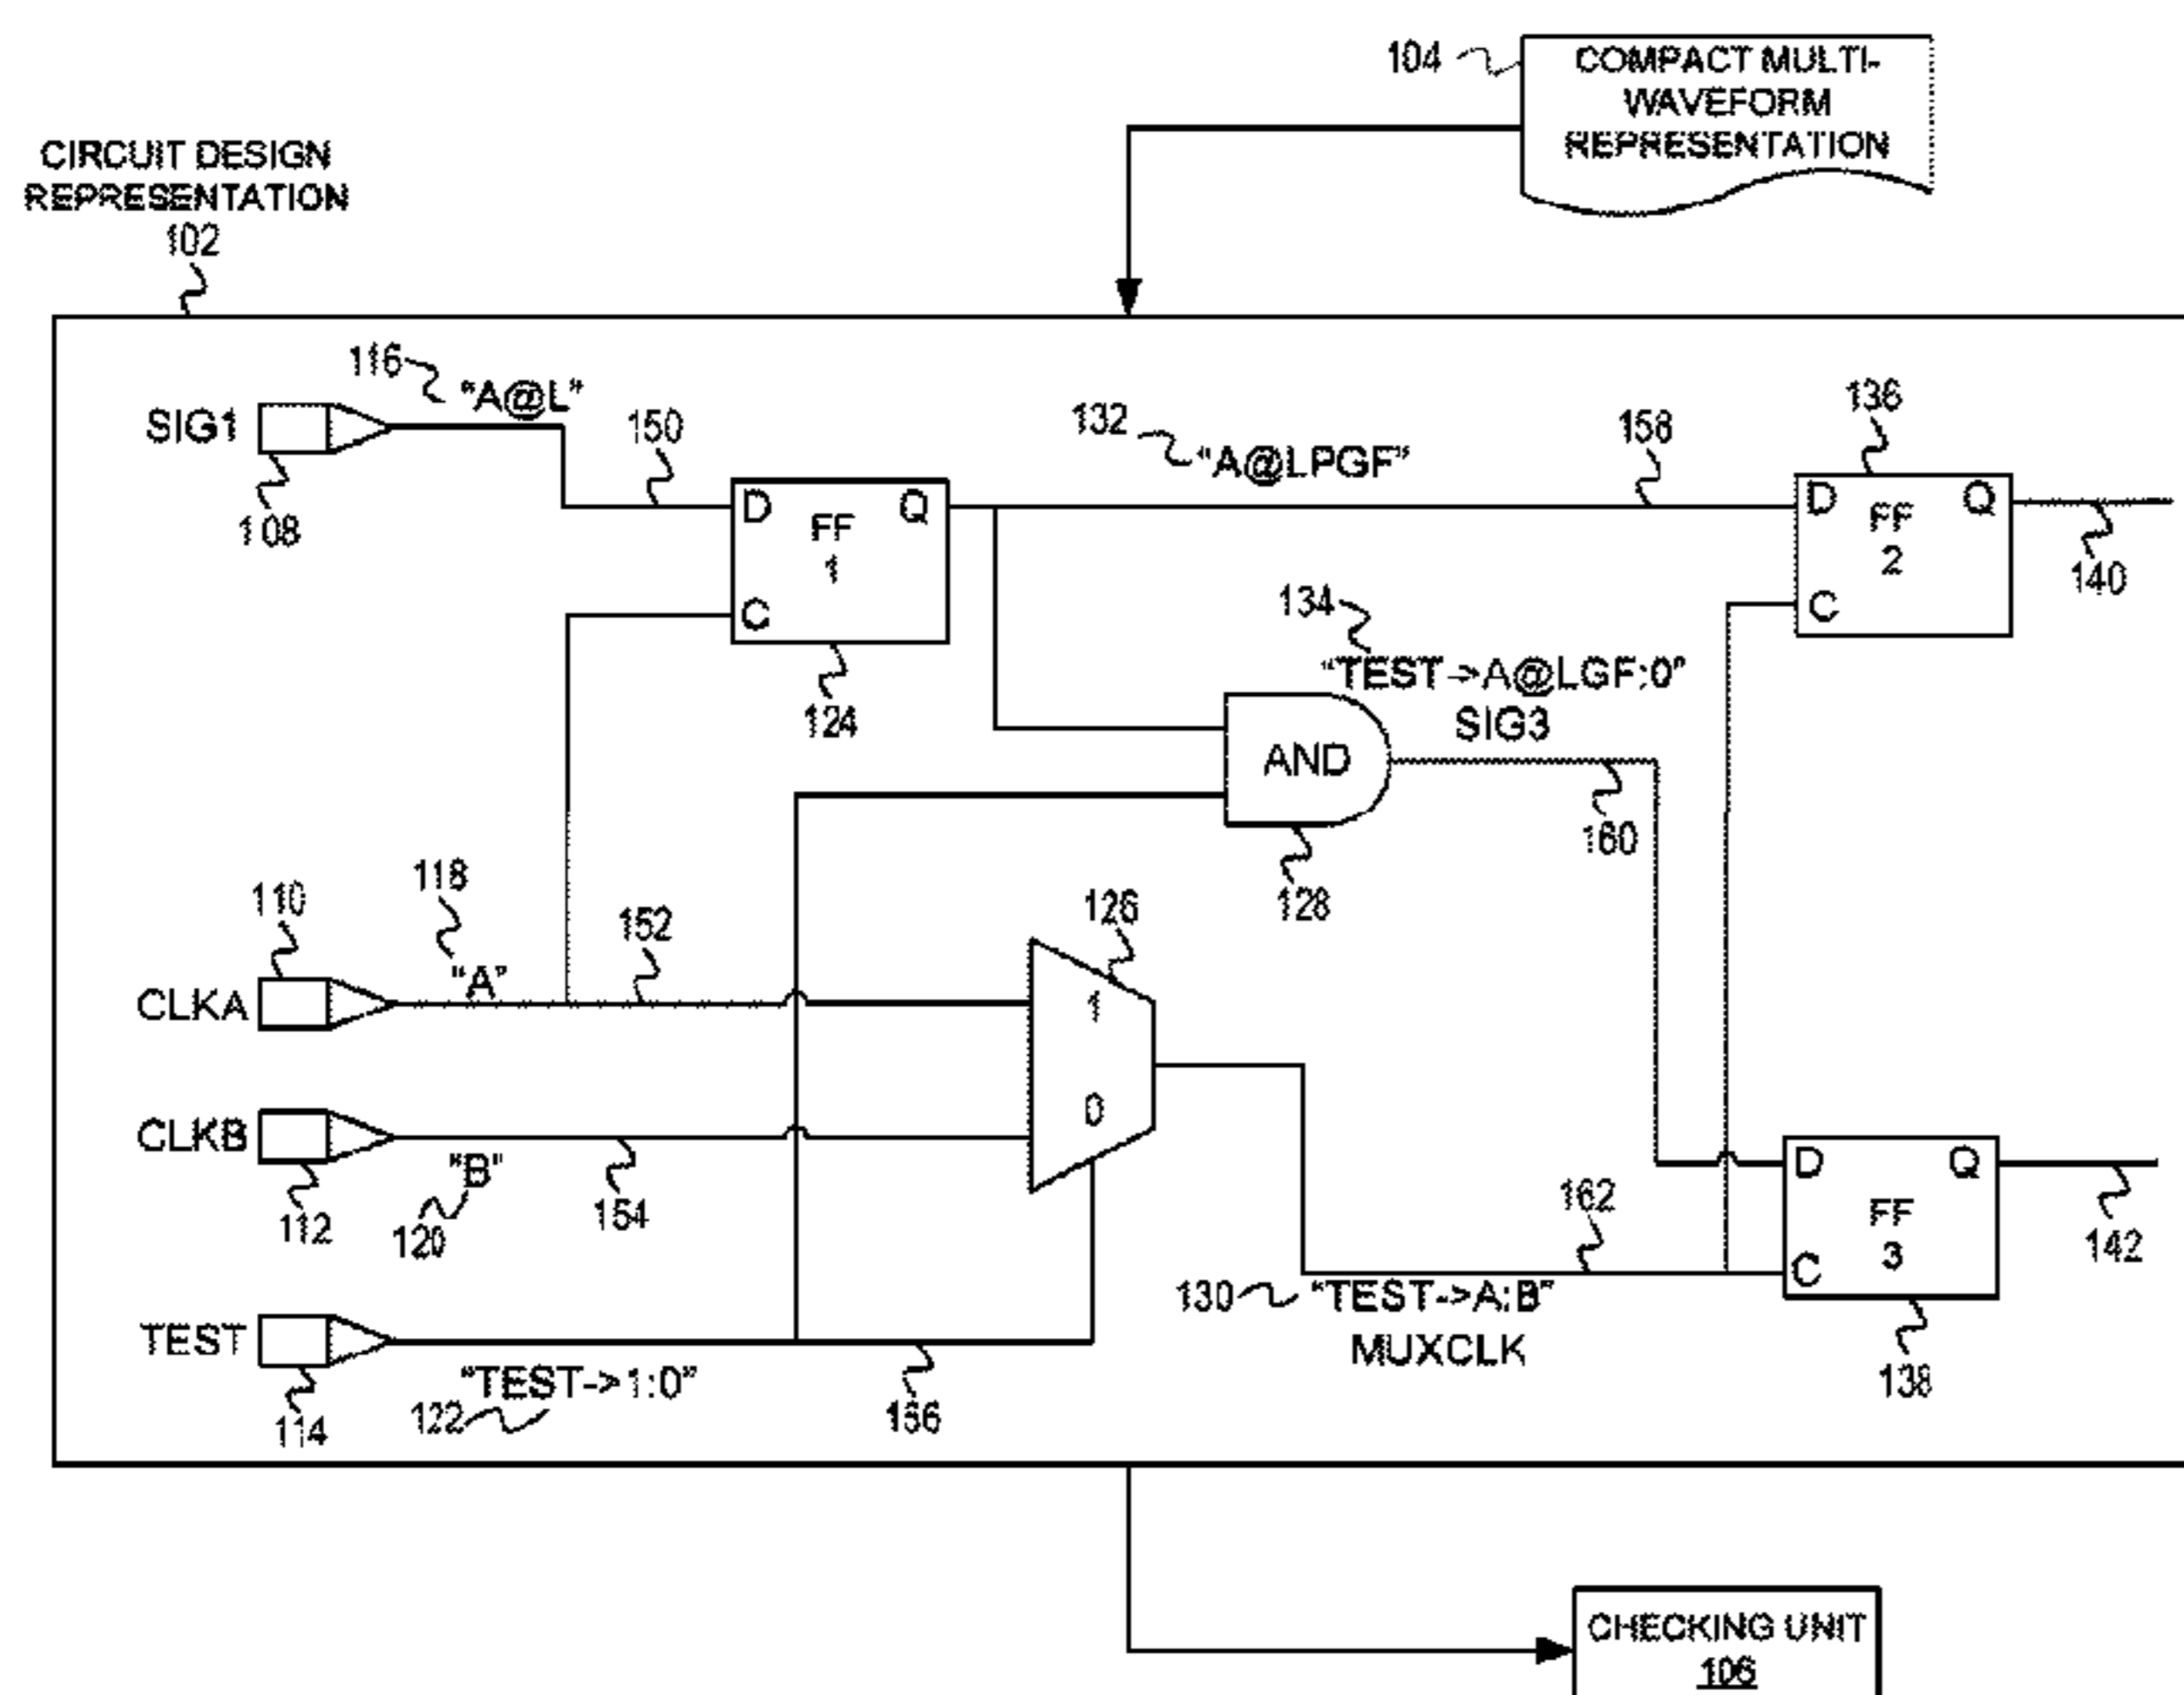 104
COMPACT MULTI-
WAVEFORM
REPRESENTATION
CIRCUIT DESIGN
REPRESENTATION
102
116
"A@L"
SIG1
108
150
132
"A@LPGF"
158
136
D
Q
FF
1
C
124
D
Q
FF
2
C
140
134
"TEST->A@LGF:0"
SIG3
AND
128
160
110
118
"A"
152
CLKA
126
1
0
CLKB
112
"B"
120
154
TEST
114
"TEST->1:0"
122
166
162
130
"TEST->A:B"
MUXCLK
D
Q
FF
3
C
142
138
CHECKING UNIT
106